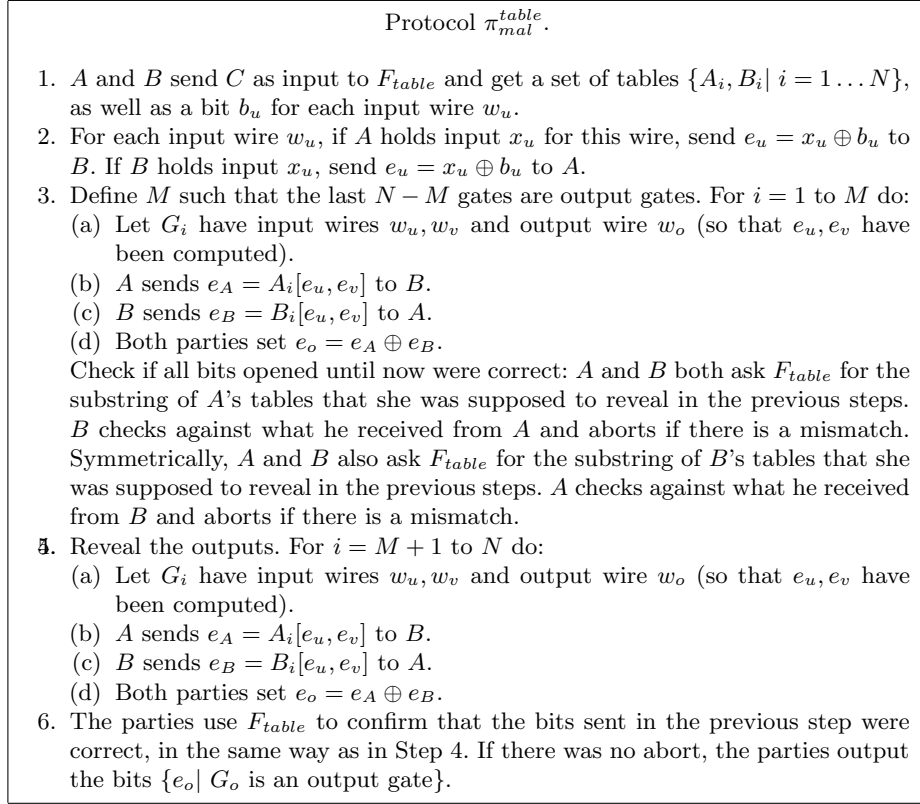 Protocol π_{mal}^{table}.
1. A and B send C as input to F_{table} and get a set of tables {A_i, B_i| i = 1 . . . N},
as well as a bit b_u for each input wire w_u.
2. For each input wire w_u, if A holds input x_u for this wire, send e_u = x_u ⊕ b_u to
B. If B holds input x_u, send e_u = x_u ⊕ b_u to A.
3. Define M such that the last N − M gates are output gates. For i = 1 to M do:
(a) Let G_i have input wires w_u, w_v and output wire w_o (so that e_u, e_v have
been computed).
(b) A sends e_A = A_i[e_u, e_v] to B.
(c) B sends e_B = B_i[e_u, e_v] to A.
(d) Both parties set e_o = e_A ⊕ e_B.
Check if all bits opened until now were correct: A and B both ask F_{table} for the
substring of A's tables that she was supposed to reveal in the previous steps.
B checks against what he received from A and aborts if there is a mismatch.
Symmetrically, A and B also ask F_{table} for the substring of B's tables that she
was supposed to reveal in the previous steps. A checks against what he received
from B and aborts if there is a mismatch.
Reveal the outputs. For i = M + 1 to N do:
(a) Let G_i have input wires w_u, w_v and output wire w_o (so that e_u, e_v have
been computed).
(b) A sends e_A = A_i[e_u, e_v] to B.
(c) B sends e_B = B_i[e_u, e_v] to A.
(d) Both parties set e_o = e_A ⊕ e_B.
6. The parties use F_{table} to confirm that the bits sent in the previous step were
correct, in the same way as in Step 4. If there was no abort, the parties output
the bits {e_o| G_o is an output gate}.